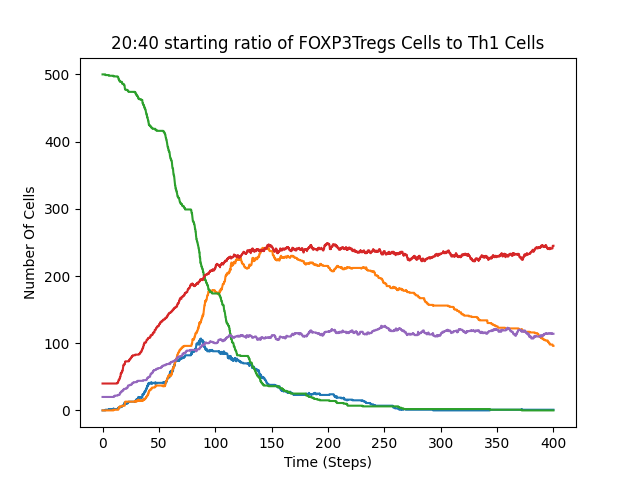 20:40 starting ratio of FOXP3Tregs Cells to Th1 Cells
500
400
300
200
100
0
Number Of Cells
0 50 100 150 200 250 300 350 400
Time (Steps)